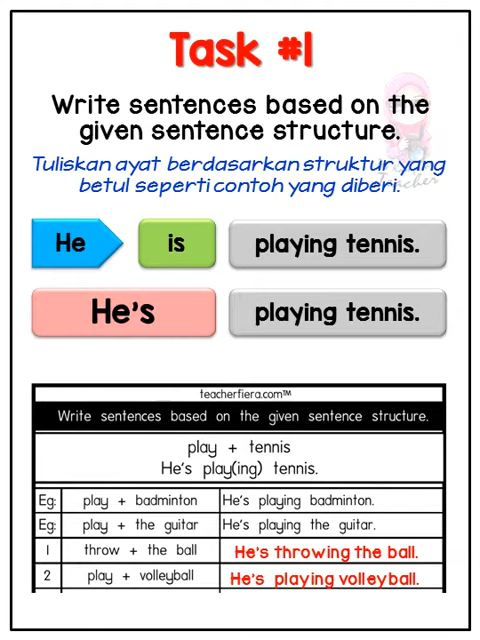 Task #1
Write sentences based on the
given sentence structure.
Tuliskan ayat berdasarkan struktur yang
betul seperti contoh yang diberi.
Teacher
He is playing tennis.
He's playing tennis.
teacherfiera.com™
Write sentences based on the given sentence structure.
play + tennis
He's play(ing) tennis.
Eg: play + badminton He's playing badminton.
Eg: play + the guitar He's playing the guitar.
1 throw + the ball He's throwing the ball.
2 play + volleyball He's playing volleyball.